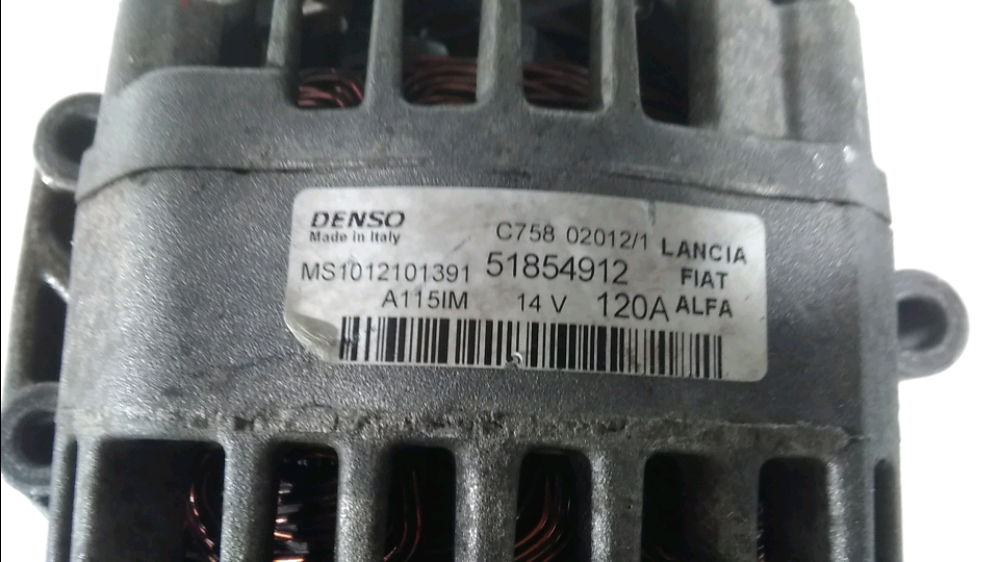 DENSO
Made in Italy
C758 02012/1
LANCIA
MS1012101391 51854912
FIAT
A115IM 14 V 120A
ALFA